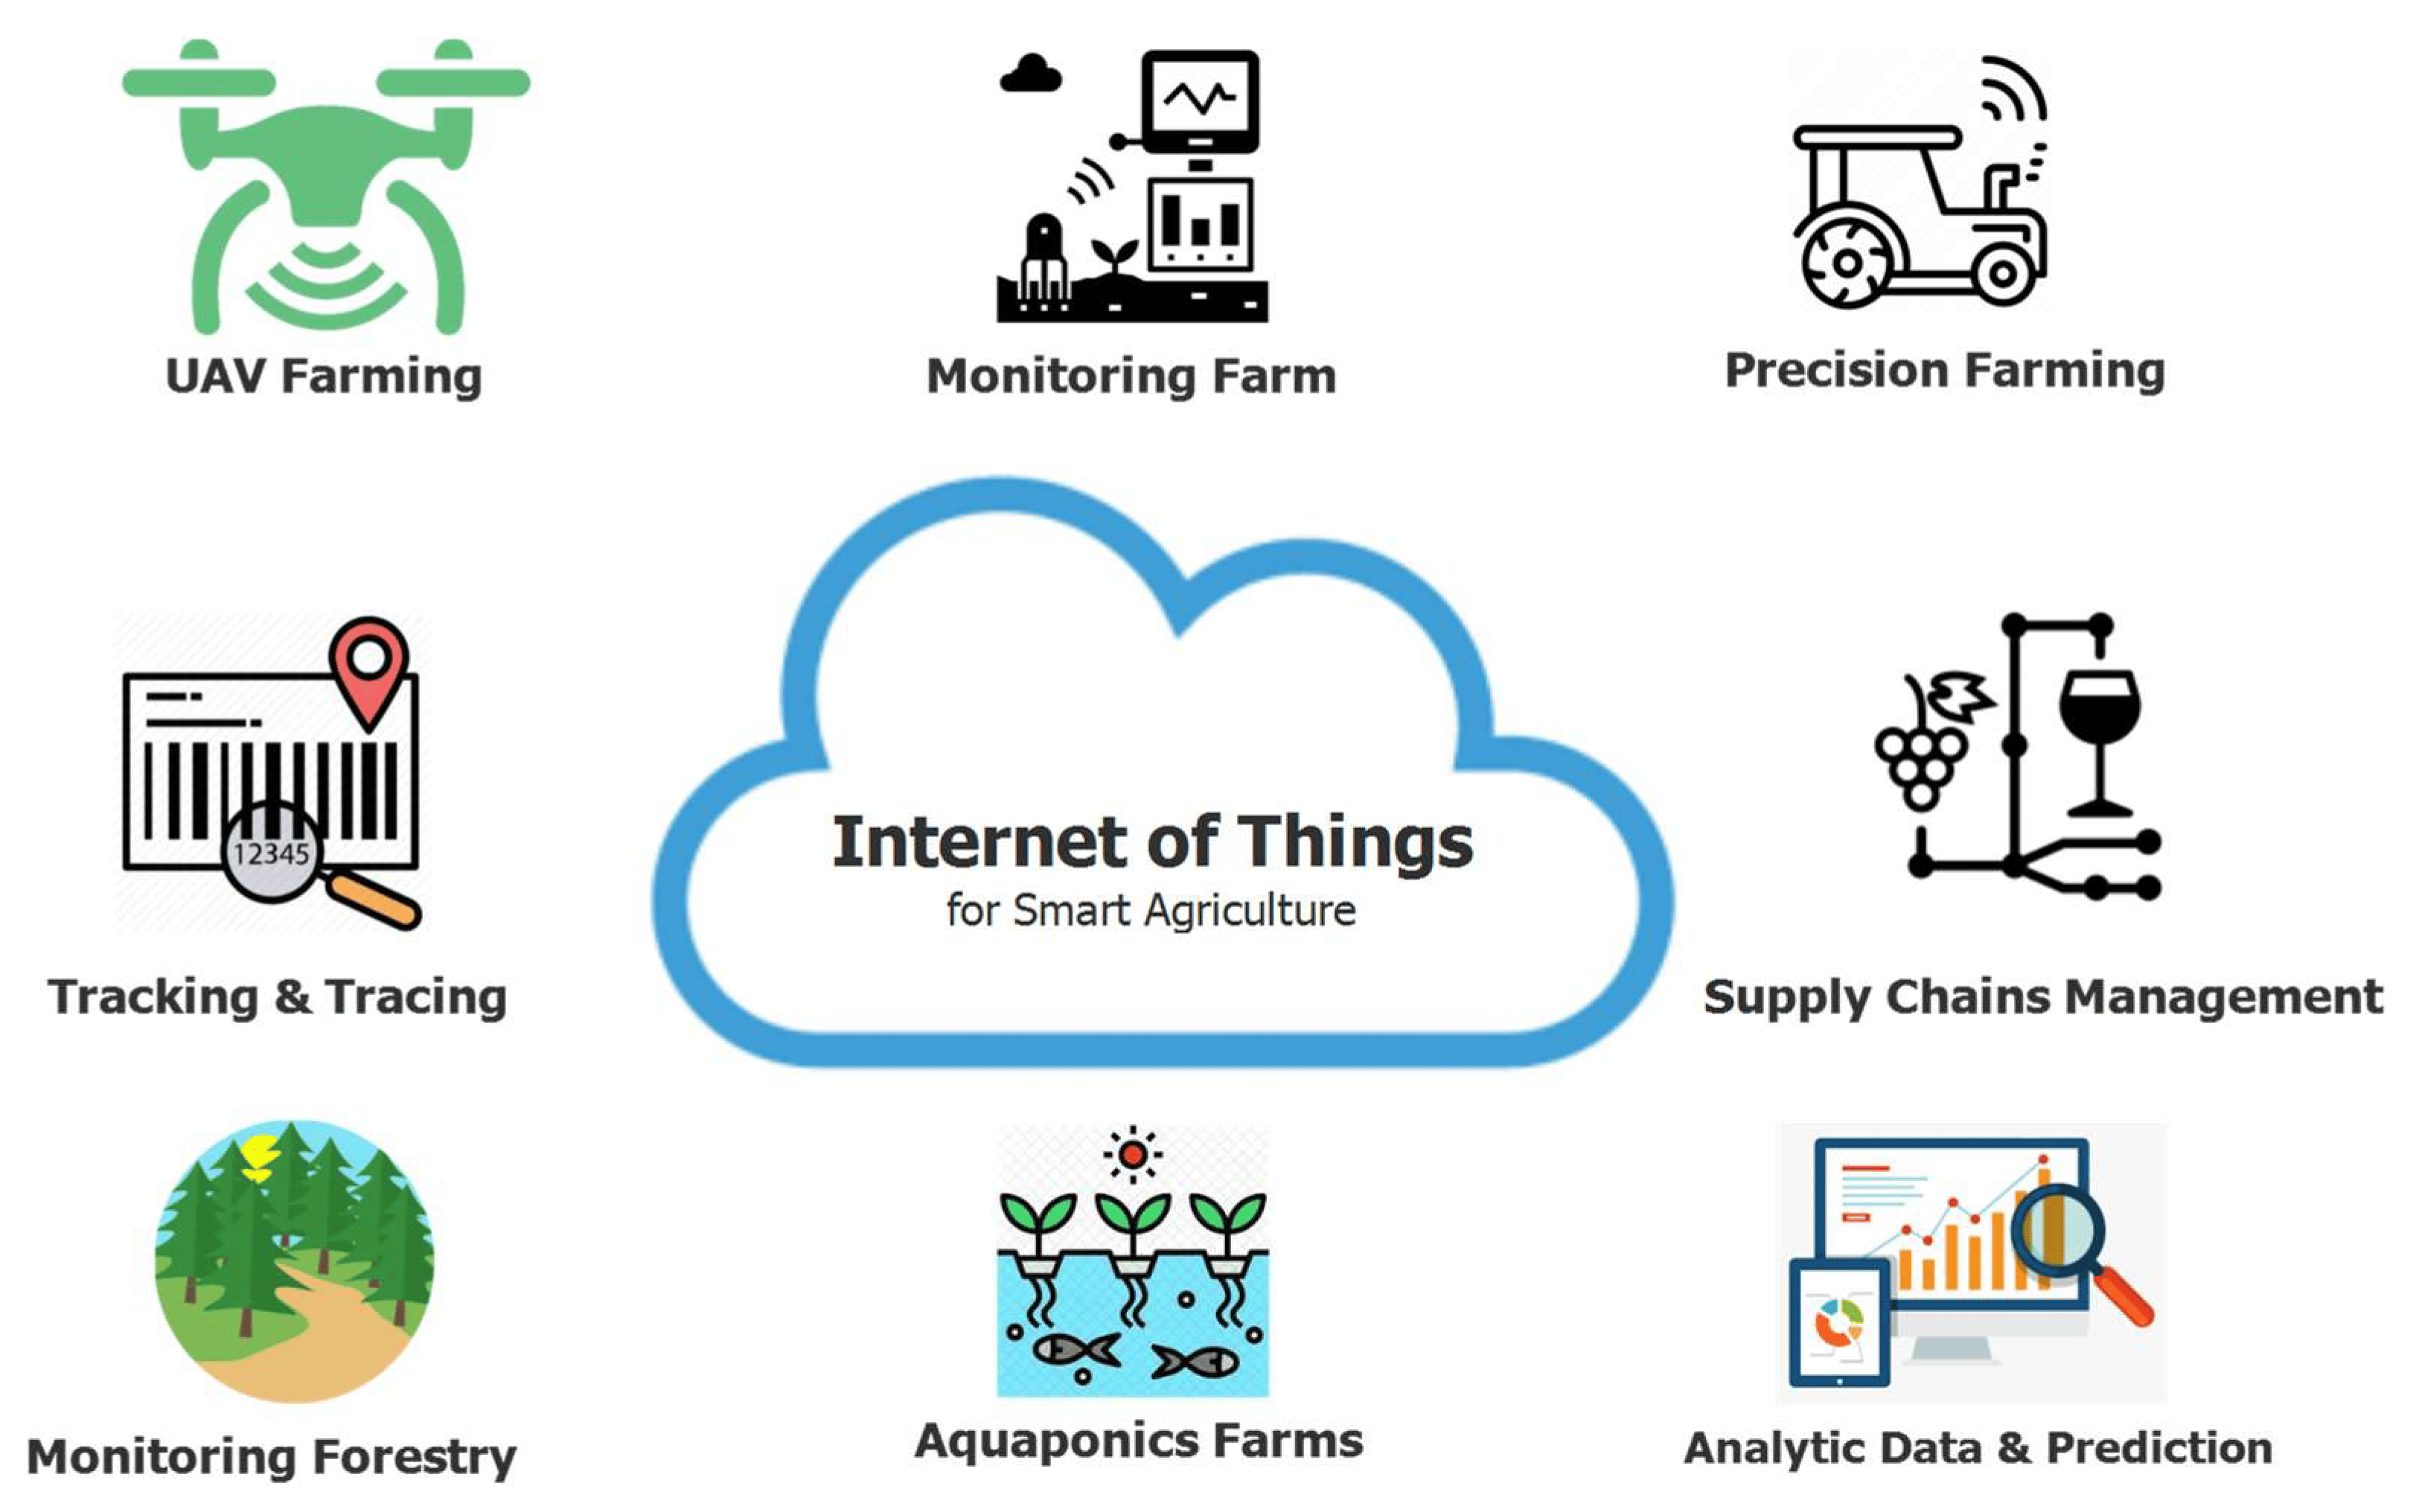 UAV Farming
Monitoring Farm
Precision Farming
12345
Internet of Things
for Smart Agriculture
Tracking & Tracing
Supply Chains Management
Monitoring Forestry
Aquaponics Farms
Analytic Data & Prediction